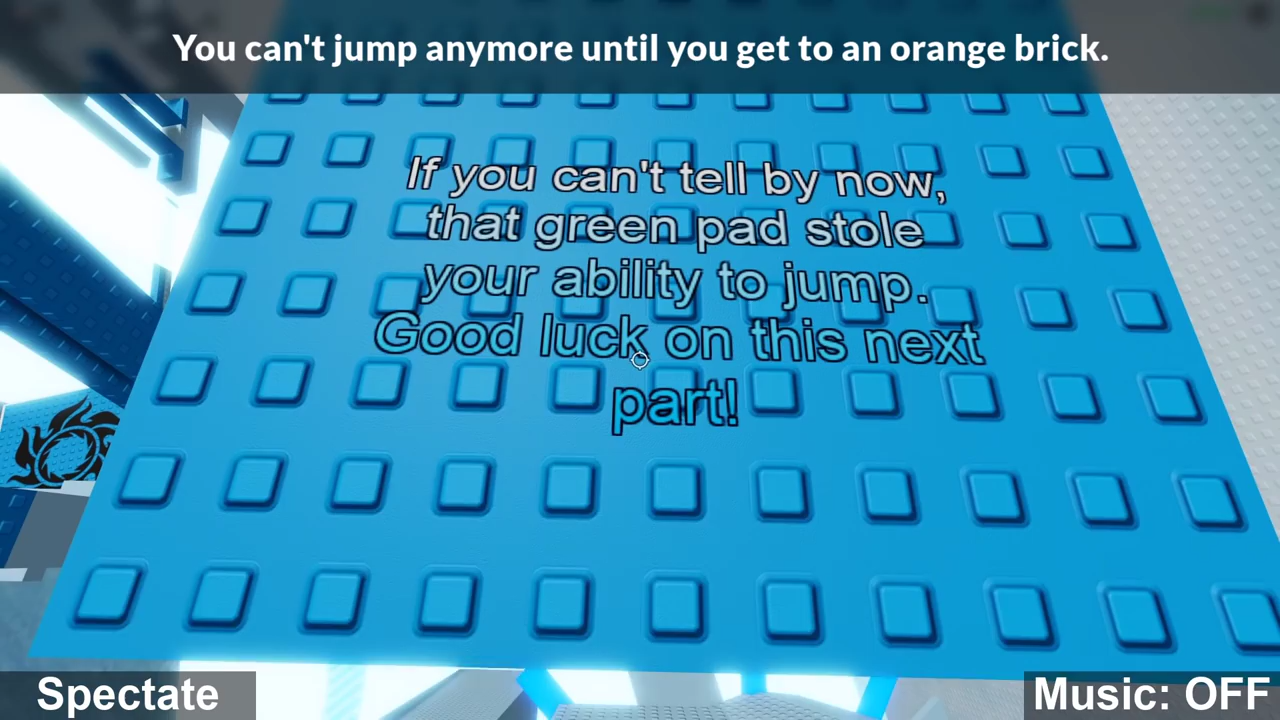 You can't jump anymore until you get to an orange brick.
If you can't tell by now,
that green pad stole
your ability to jump.
Good luck on this next
part!
Spectate
Music: OFF